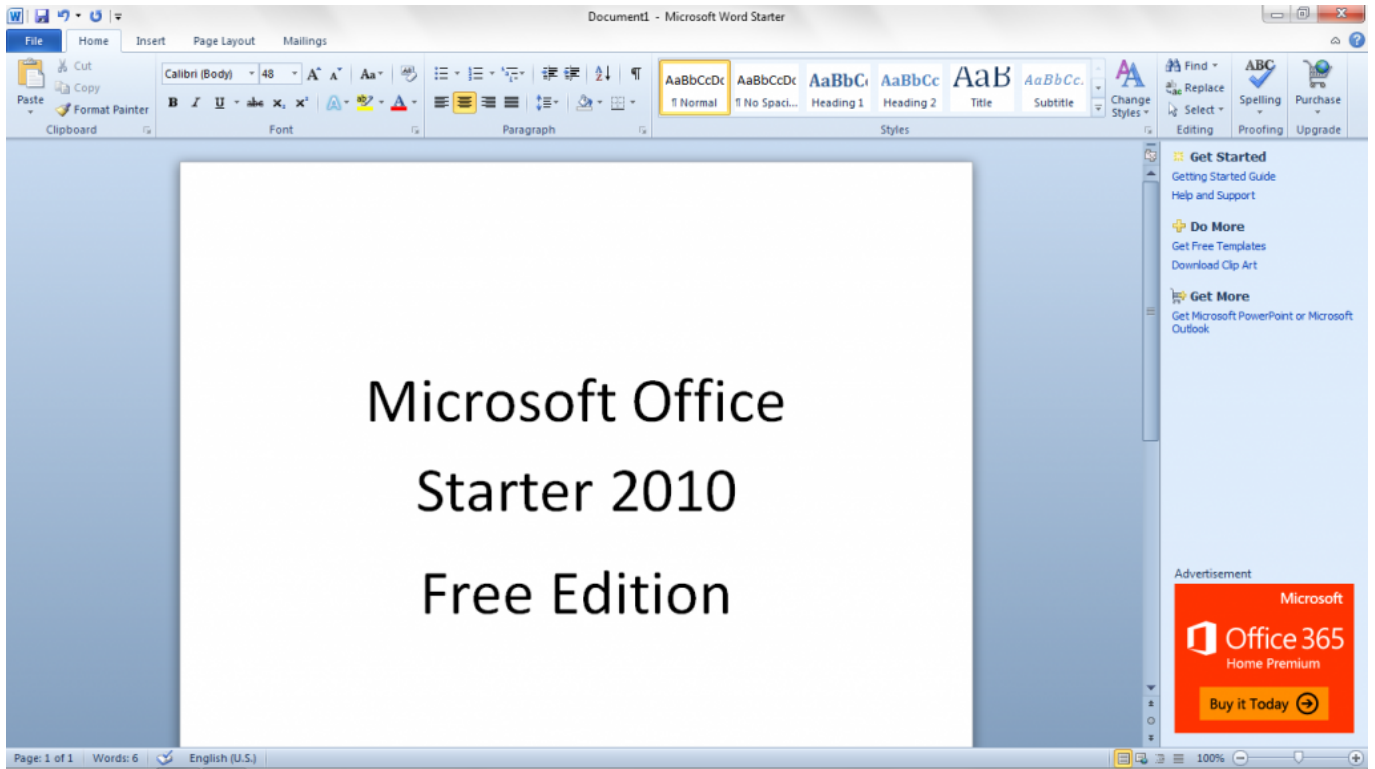 Document1 - Microsoft Word Starter
File Home Insert Page Layout Mailings
Paste
Cut
Copy
Format Painter
Clipboard
Calibri (Body) 48
Font
Paragraph
AaBbCcDc AaBbCcDc AaBbC AaBbCc AaB AaBbCc.
¶ Normal ¶ No Spaci... Heading 1 Heading 2 Title Subtitle
Change Styles
Styles
Find
Replace
Select
Editing
ABC
Spelling
Proofing
Purchase
Upgrade
Get Started
Getting Started Guide
Help and Support
Do More
Get Free Templates
Download Clip Art
Get More
Get Microsoft PowerPoint or Microsoft
Outlook
Microsoft Office
Starter 2010
Free Edition
Advertisement
Microsoft
Office 365
Home Premium
Buy it Today
Page: 1 of 1 Words: 6 English (U.S.) 100%